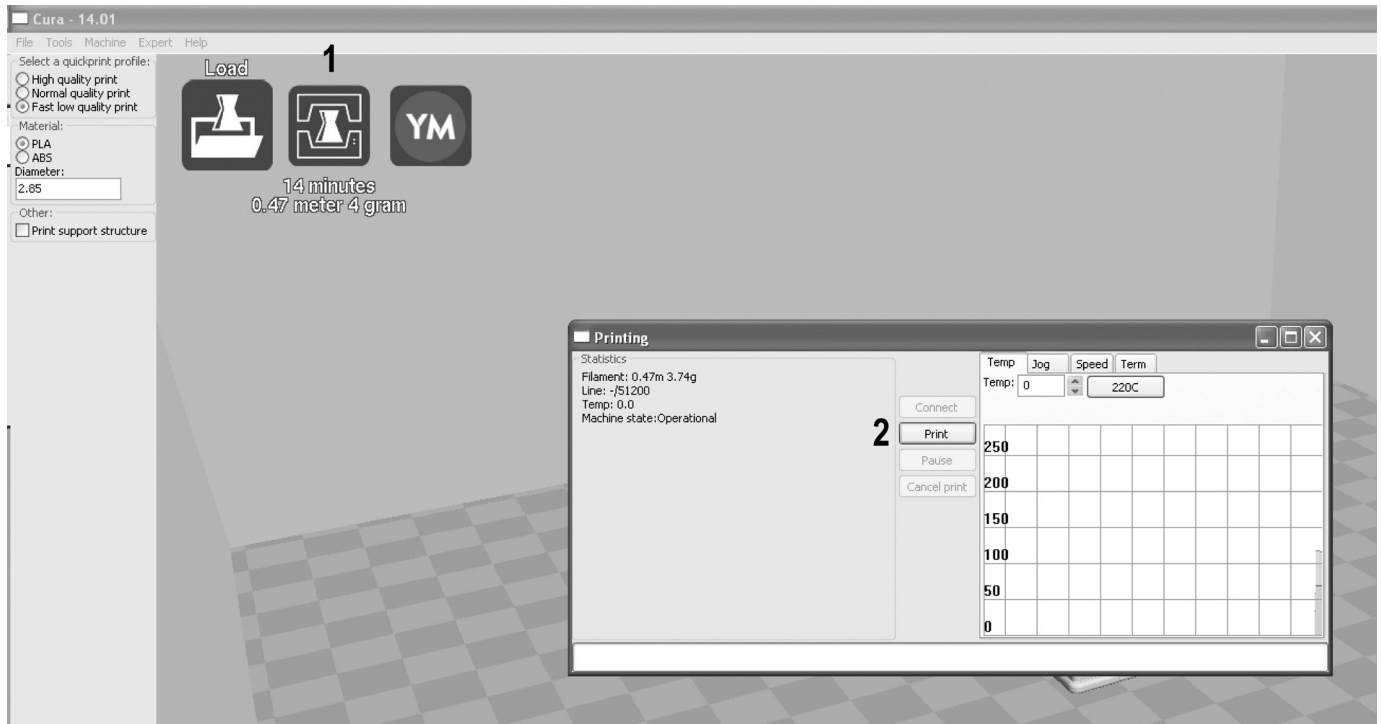 Cura - 14.01
File Tools Machine Expert Help
Select a quickprint profile:
High quality print
Normal quality print
Fast low quality print
Material:
PLA
ABS
Diameter:
2.85
Other:
Print support structure
Load
1
YM
14 minutes
0.47 meter 4 gram
Printing
Statistics
Filament: 0.47m 3.74g
Line: -/51200
Temp: 0.0
Machine state:Operational
2
Connect
Print
Pause
Cancel print
Temp Jog Speed Term
Temp: 0 220C
250
200
150
100
50
0